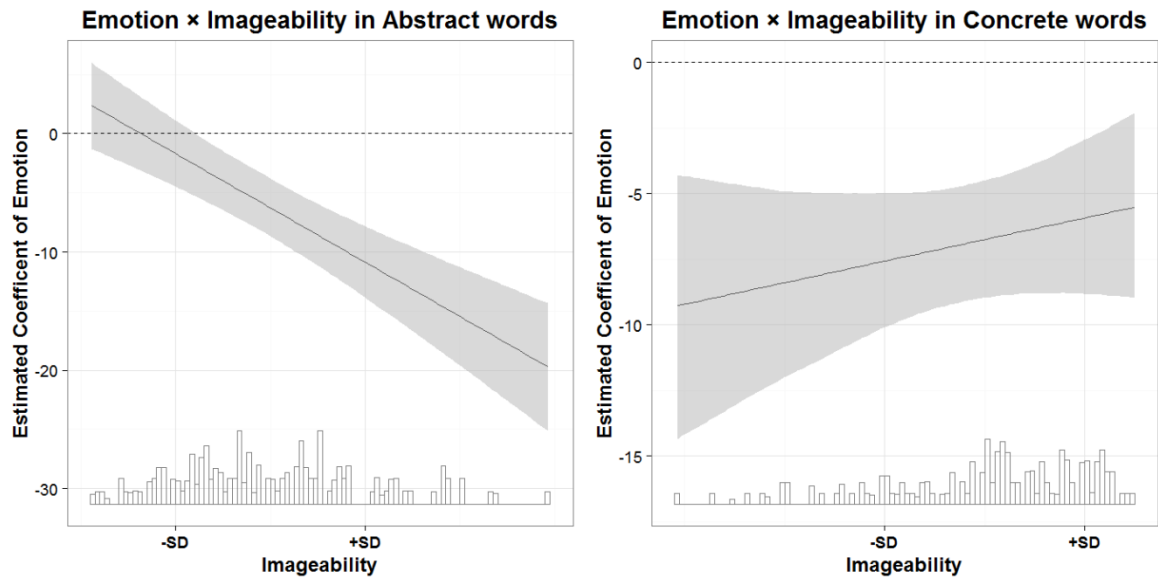 Emotion × Imageability in Abstract words
Estimated Coefficent of Emotion
0
-10
-20
-30
-SD +SD
Imageability
Emotion × Imageability in Concrete words
Estimated Coefficent of Emotion
0
-5
-10
-15
-SD +SD
Imageability